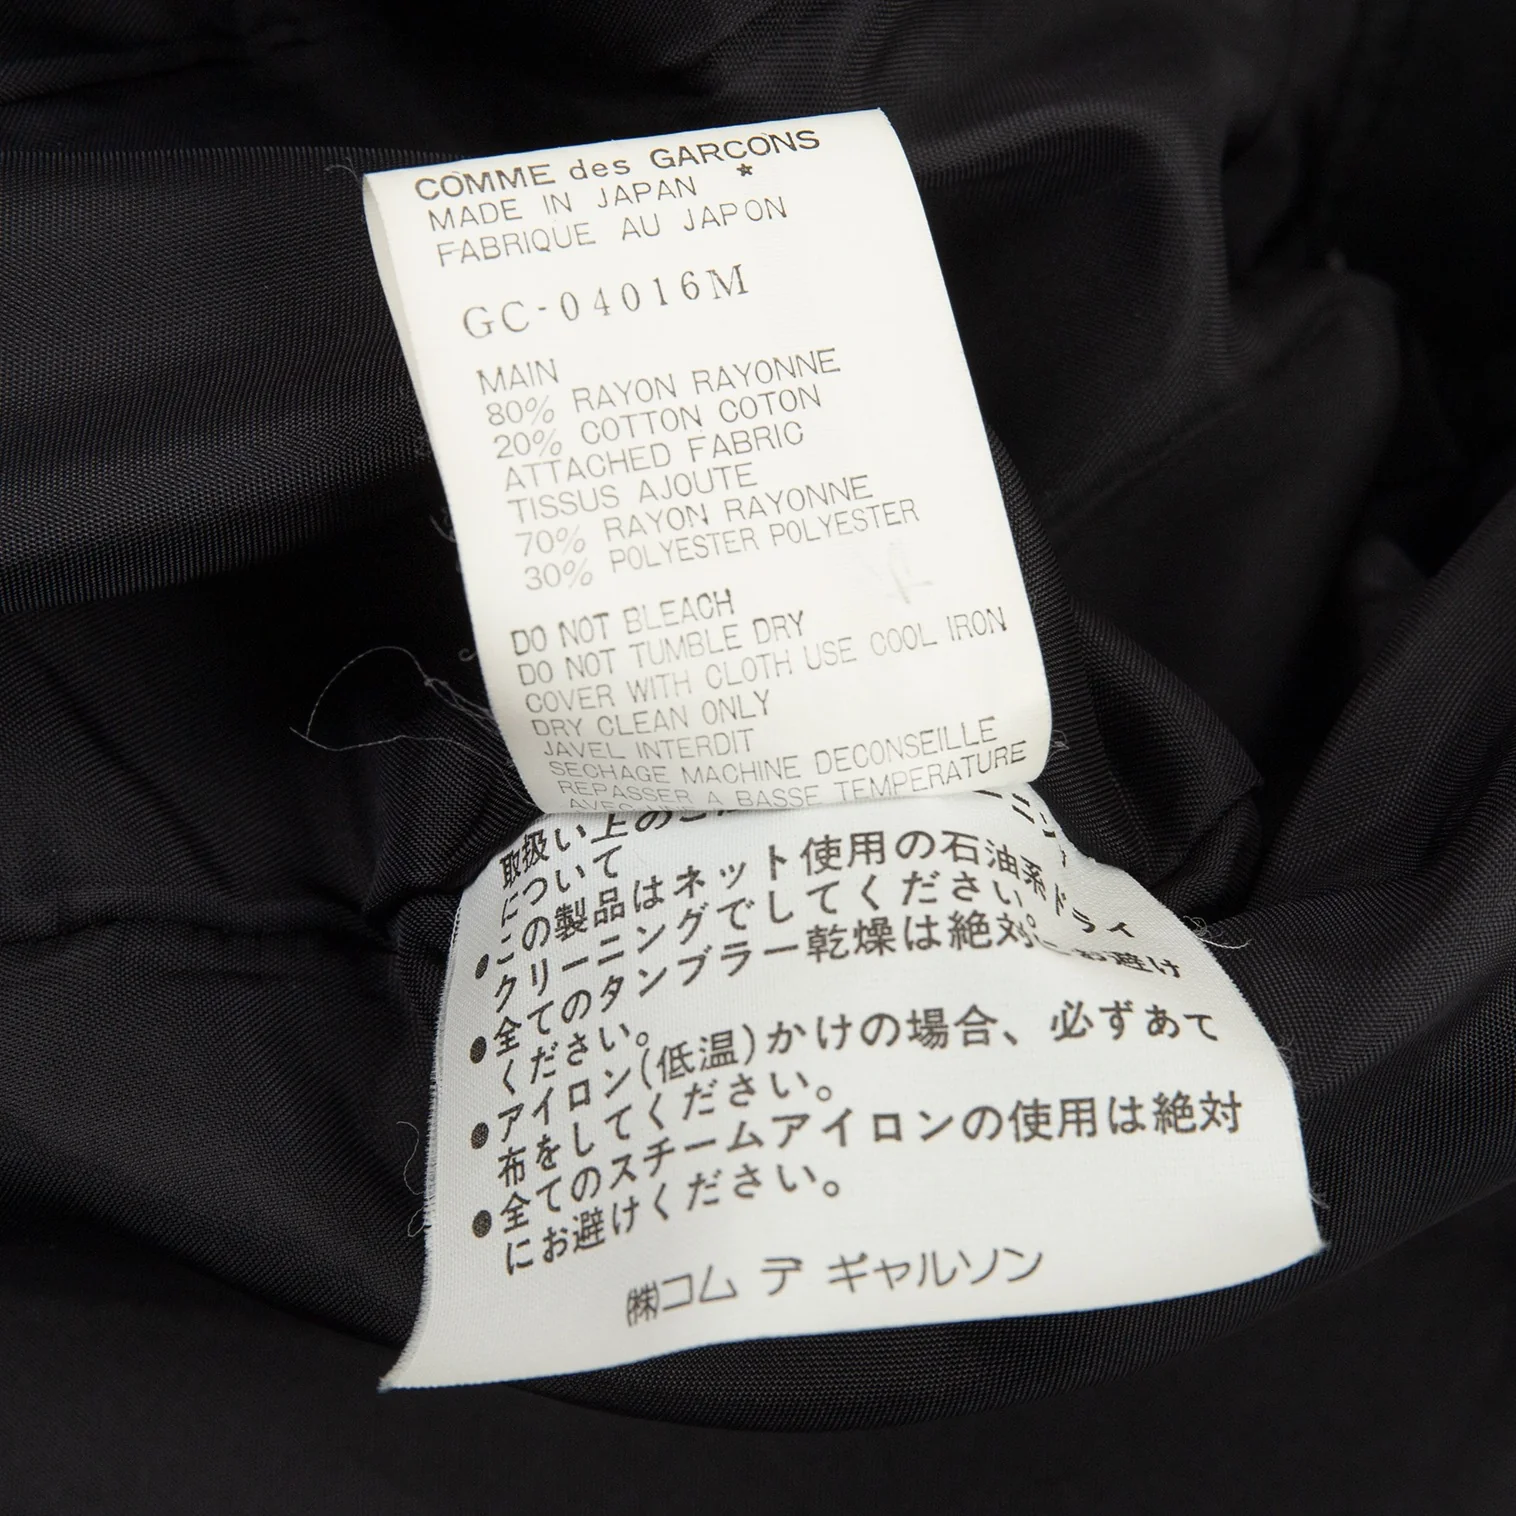 COMME des GARÇONS
MADE IN JAPAN
FABRIQUE AU JAPON
GC-04016M
MAIN
80% RAYON RAYONNE
20% COTTON COTON
ATTACHED FABRIC
TISSUS AJOUTE
70% RAYON RAYONNE
30% POLYESTER POLYESTER
DO NOT BLEACH
DO NOT TUMBLE DRY
COVER WITH CLOTH USE COOL IRON
DRY CLEAN ONLY
JAVEL INTERDIT
SECHAGE MACHINE DECONSEILLE
REPASSER A BASSE TEMPERATURE
取扱い上の
について
●この製品はネット使用の石油系ドライ
クリーニングでしてください。
●全てのタンブラー乾燥は絶対にお避け
ください。
●アイロン(低温)かけの場合、必ずあて
布をしてください。
●全てのスチームアイロンの使用は絶対
にお避けください。
㈱コム デ ギャルソン